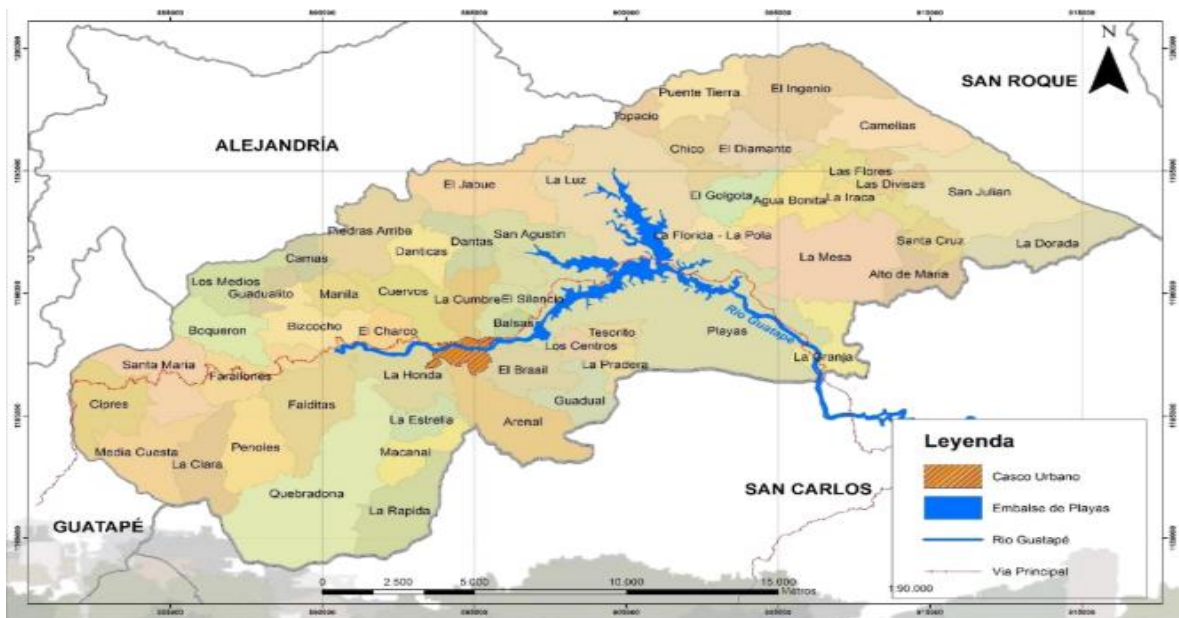 N
SAN ROQUE
ALEJANDRÍA
Puente Tierra
El Ingenio
Topacio
Camelias
Chico
El Diamante
El Jabue
La Luz
Las Flores
Las Divisas
El Golgota
Agua Bonita
La Iraca
San Julian
Piedras Arriba
Danticas
Dantas
San Agustin
La Florida - La Pola
Santa Cruz
La Dorada
Camas
La Mesa
Alto de Maria
Los Medios
Guadualito
Manila
Cuervos
La Cumbre
El Silencio
Boqueron
Bizcocho
El Charco
Balsas
Tesorito
Playas
Rio Guatapé
Los Centros
La Granja
Santa Maria
Farallones
La Honda
El Brasil
La Pradera
Falditas
Guadual
La Estrella
Arenal
Media Cuesta
La Clara
Penoles
Macanal
Quebradona
La Rapida
SAN CARLOS
GUATAPÉ
Leyenda
Casco Urbano
Embalse de Playas
Rio Guatapé
Via Principal
0 2.500 5.000 10.000 15.000
Métros
1:90.000